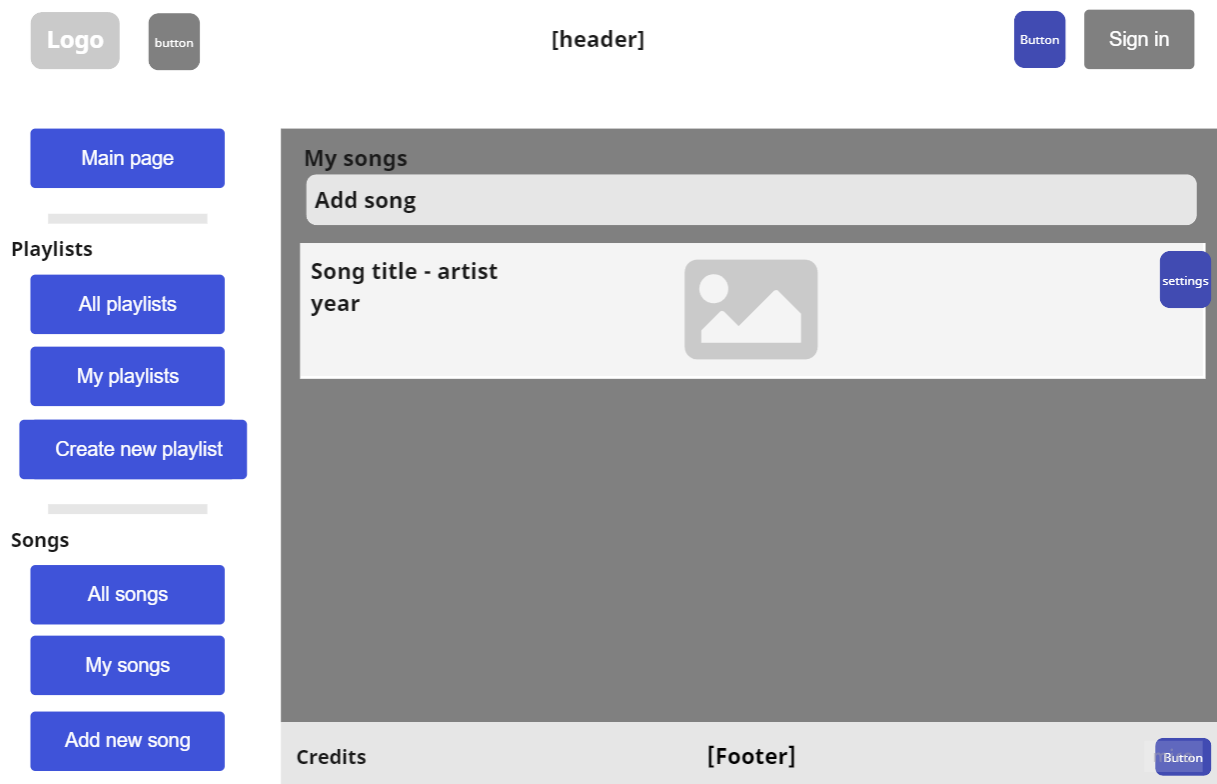 Logo
button
[header]
Button
Sign in
Main page
Playlists
All playlists
My playlists
Create new playlist
Songs
All songs
My songs
Add new song
My songs
Add song
Song title - artist
year
settings
Credits
[Footer]
Button